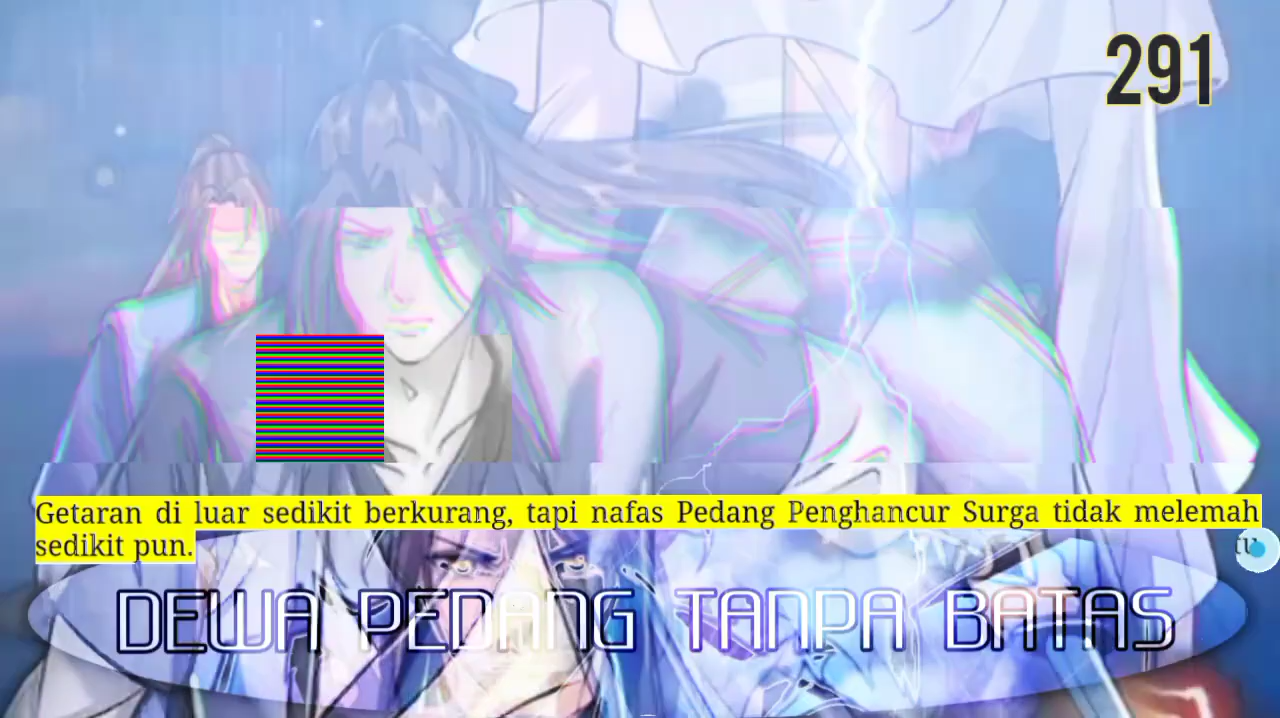 291
Getaran di luar sedikit berkurang, tapi nafas Pedang Penghancur Surga tidak melemah
sedikit pun.
DEWA PEDANG TANPA BATAS